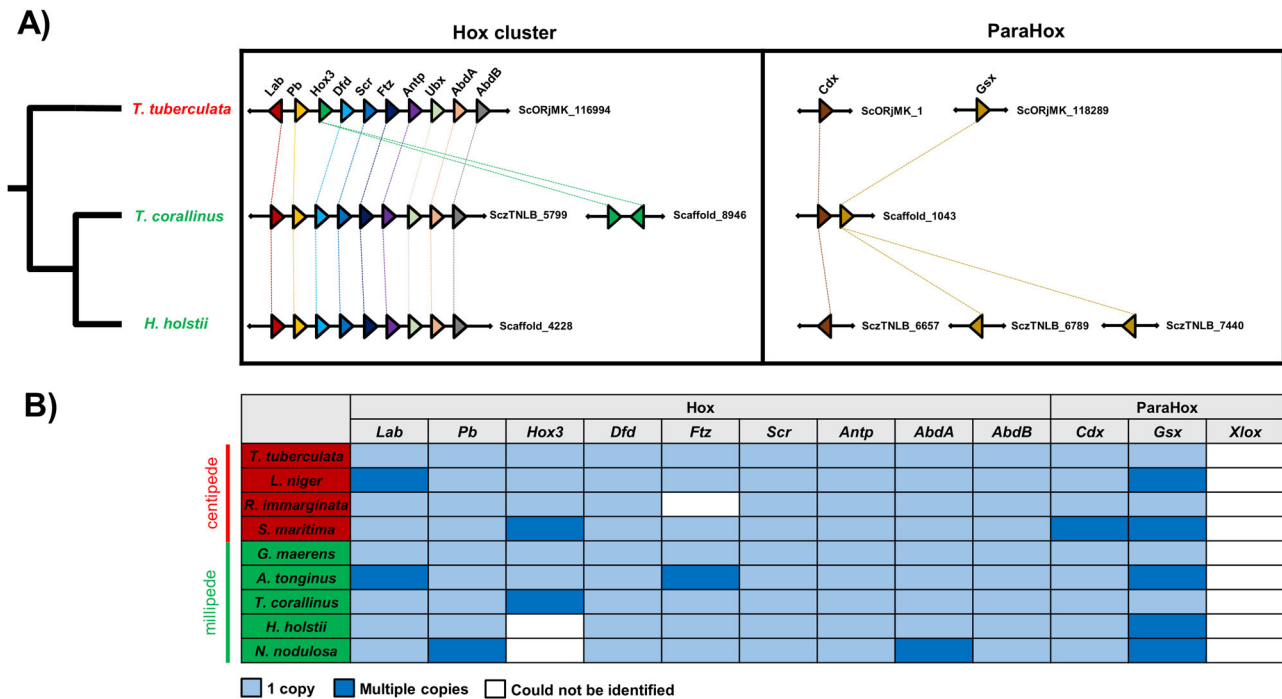 A)
Hox cluster
ParaHox
Lab Pb Hox3 Dfd Scr Ftz Antp Ubx AbdA AbdB
Cdx Gsx
T. tuberculata
ScORjMK_116994
ScORjMK_1
ScORjMK_118289
T. corallinus
SczTNLB_5799
Scaffold_8946
Scaffold_1043
H. holstii
Scaffold_4228
SczTNLB_6657
SczTNLB_6789
SczTNLB_7440
B)
Hox ParaHox
Lab Pb Hox3 Dfd Ftz Scr Antp AbdA AbdB Cdx Gsx Xlox
centipede
T. tuberculata
L. niger
R. immarginata
S. maritima
millipede
G. maerens
A. tonginus
T. corallinus
H. holstii
N. nodulosa
1 copy Multiple copies Could not be identified